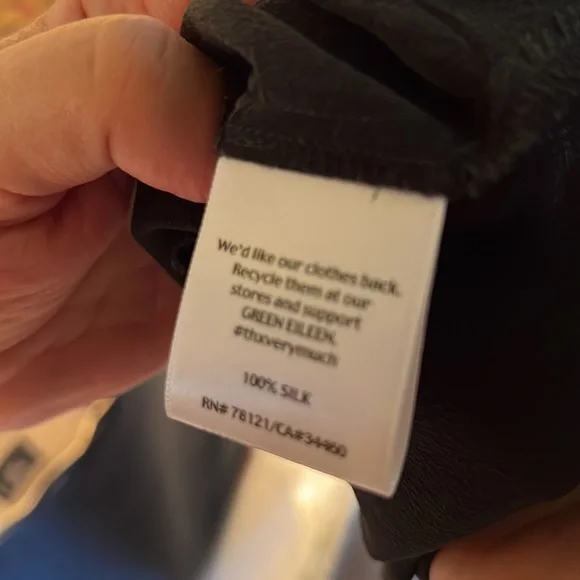 We'd like our clothes back.
Recycle them at our
stores and support
GREEN EILEEN.
#thxverymuch
100% SILK
RN# 78121/CA#34460